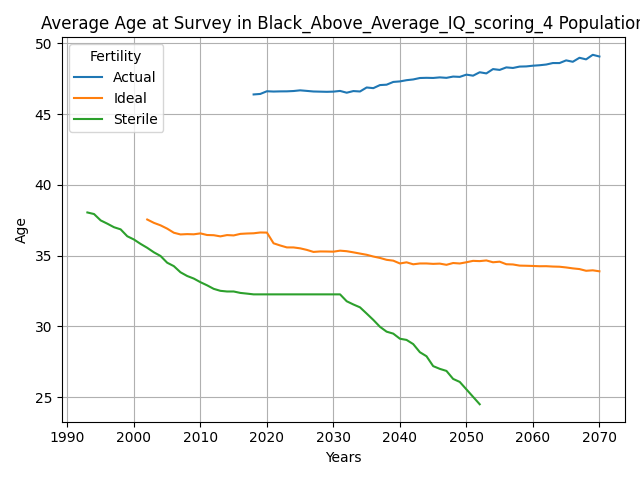 Average Age at Survey in Black_Above_Average_IQ_scoring_4 Population
Fertility
Actual
Ideal
Sterile
50
45
40
35
30
25
Age
1990
2000
2010
2020
2030
2040
2050
2060
2070
Years